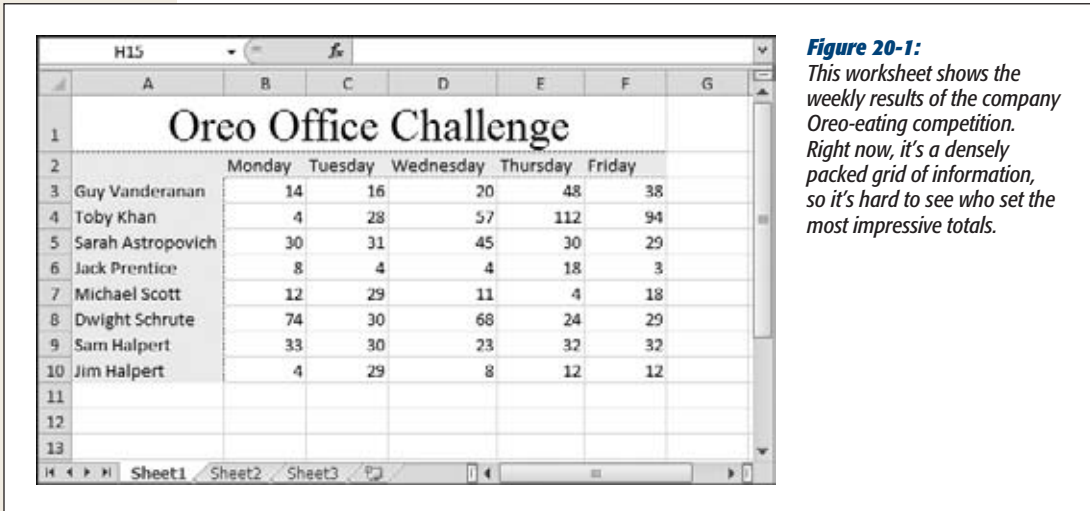 H15 fx
A B C D E F G
1 Oreo Office Challenge
2 Monday Tuesday Wednesday Thursday Friday
3 Guy Vanderanan 14 16 20 48 38
4 Toby Khan 4 28 57 112 94
5 Sarah Astropovich 30 31 45 30 29
6 Jack Prentice 8 4 4 18 3
7 Michael Scott 12 29 11 4 18
8 Dwight Schrute 74 30 68 24 29
9 Sam Halpert 33 30 23 32 32
10 Jim Halpert 4 29 8 12 12
11
12
13
Sheet1 Sheet2 Sheet3
Figure 20-1:
This worksheet shows the
weekly results of the company
Oreo-eating competition.
Right now, it's a densely
packed grid of information,
so it's hard to see who set the
most impressive totals.